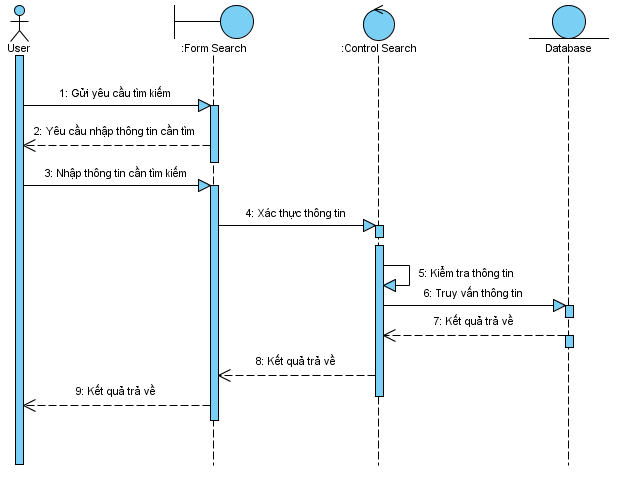 User
:Form Search
:Control Search
Database
1: Gửi yêu cầu tìm kiếm
2: Yêu cầu nhập thông tin cần tìm
3: Nhập thông tin cần tìm kiếm
4: Xác thực thông tin
5: Kiểm tra thông tin
6: Truy vấn thông tin
7: Kết quả trả về
8: Kết quả trả về
9: Kết quả trả về